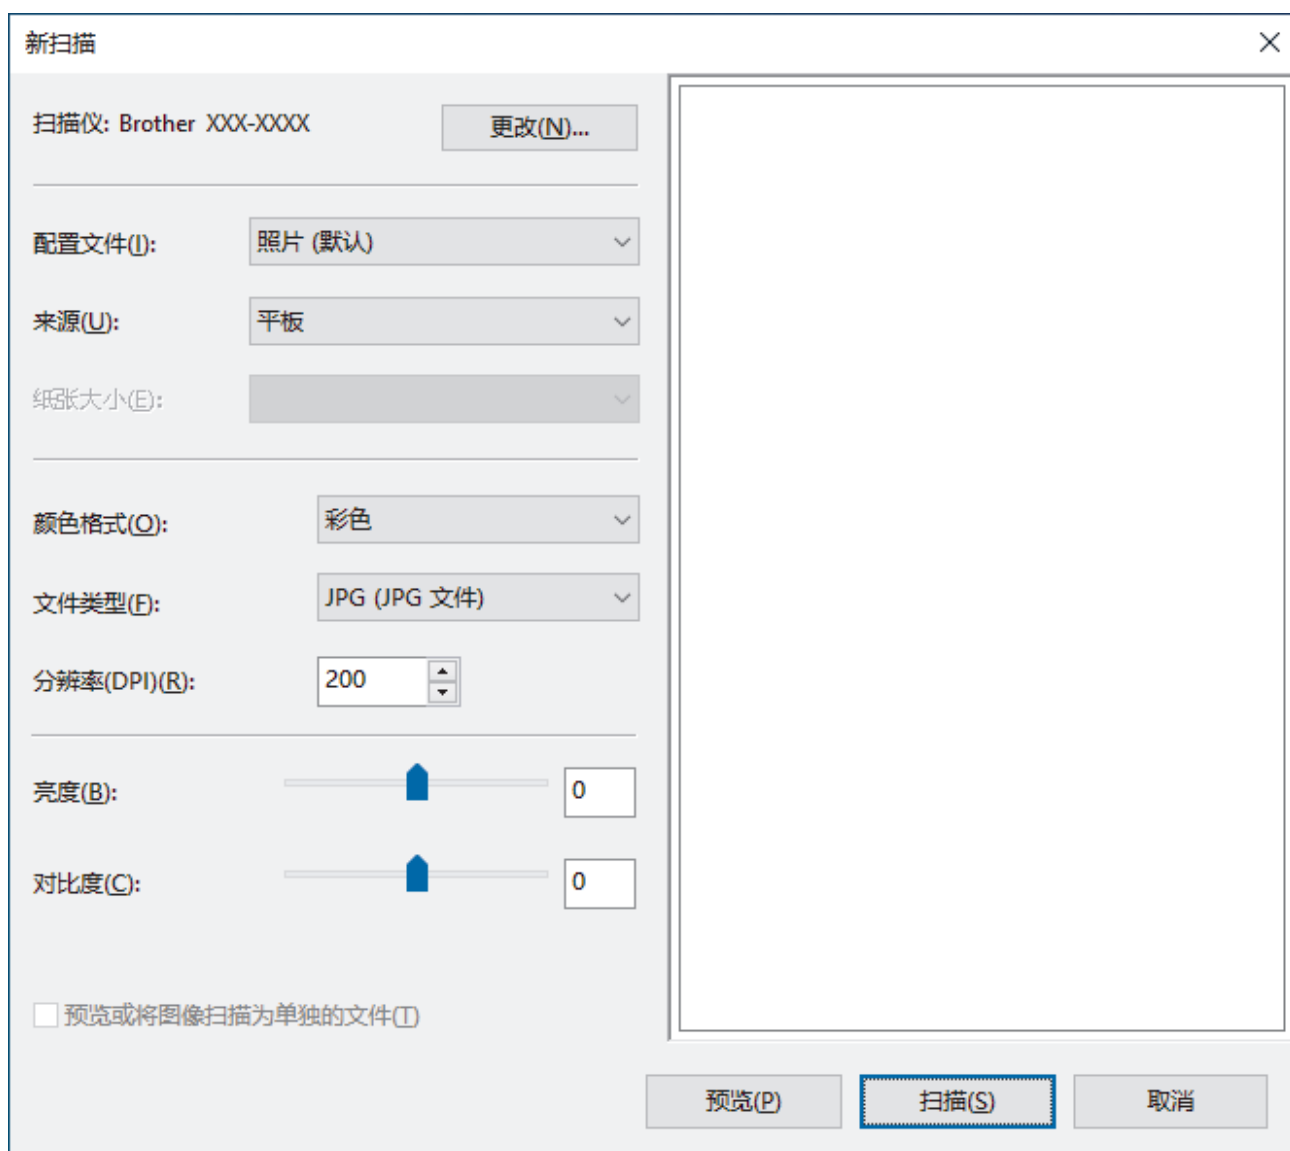 新扫描
扫描仪: Brother XXX-XXXX
更改(N)...
配置文件(I):
照片 (默认)
来源(U):
平板
纸张大小(E):
颜色格式(O):
彩色
文件类型(F):
JPG (JPG 文件)
分辨率(DPI)(R):
200
亮度(B):
0
对比度(C):
0
预览或将图像扫描为单独的文件(T)
预览(P)
扫描(S)
取消